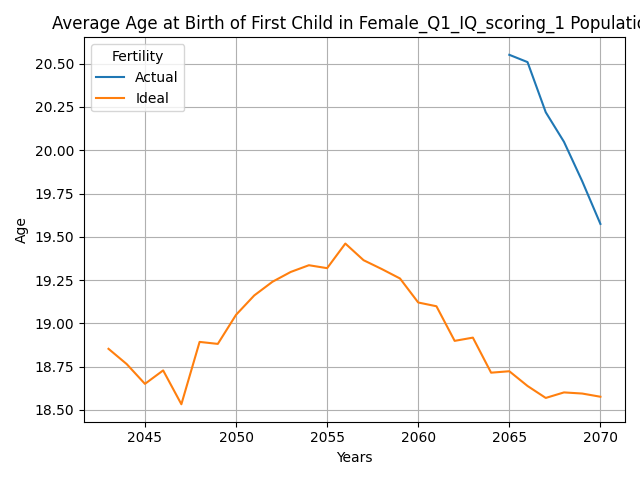 Average Age at Birth of First Child in Female_Q1_IQ_scoring_1 Populatio
Fertility
Actual
Ideal
20.50
20.25
20.00
19.75
19.50
19.25
19.00
18.75
18.50
Age
2045 2050 2055 2060 2065 2070
Years